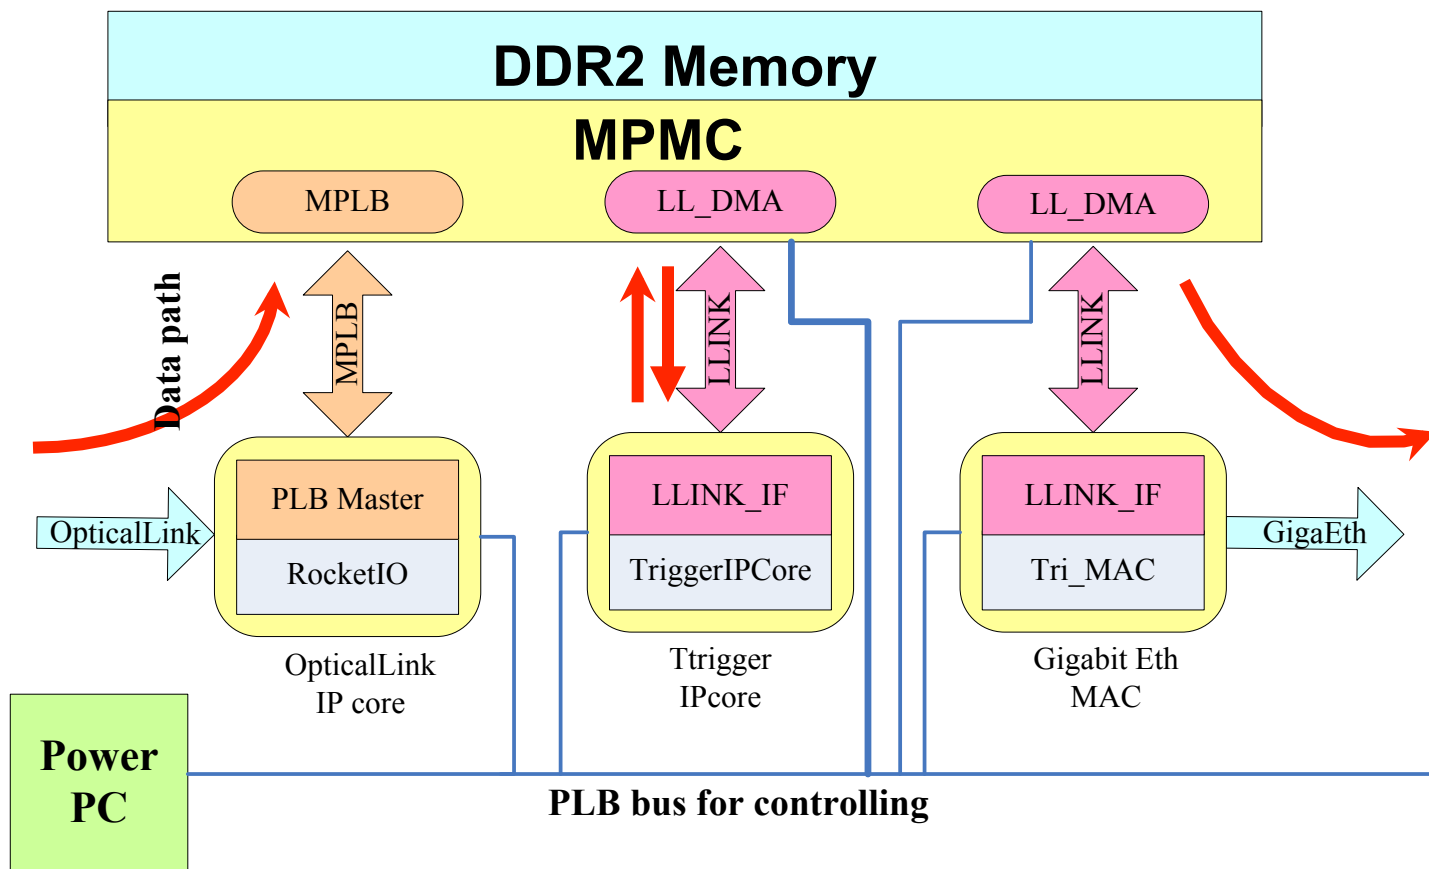 DDR2 Memory
MPMC
MPLB
LL_DMA
LL_DMA
Data path
MPLB
LLINK
LLINK
OpticalLink
PLB Master
RocketIO
LLINK_IF
TriggerIPCore
LLINK_IF
Tri_MAC
GigaEth
OpticalLink
IP core
Ttrigger
IPcore
Gigabit Eth
MAC
Power
PC
PLB bus for controlling